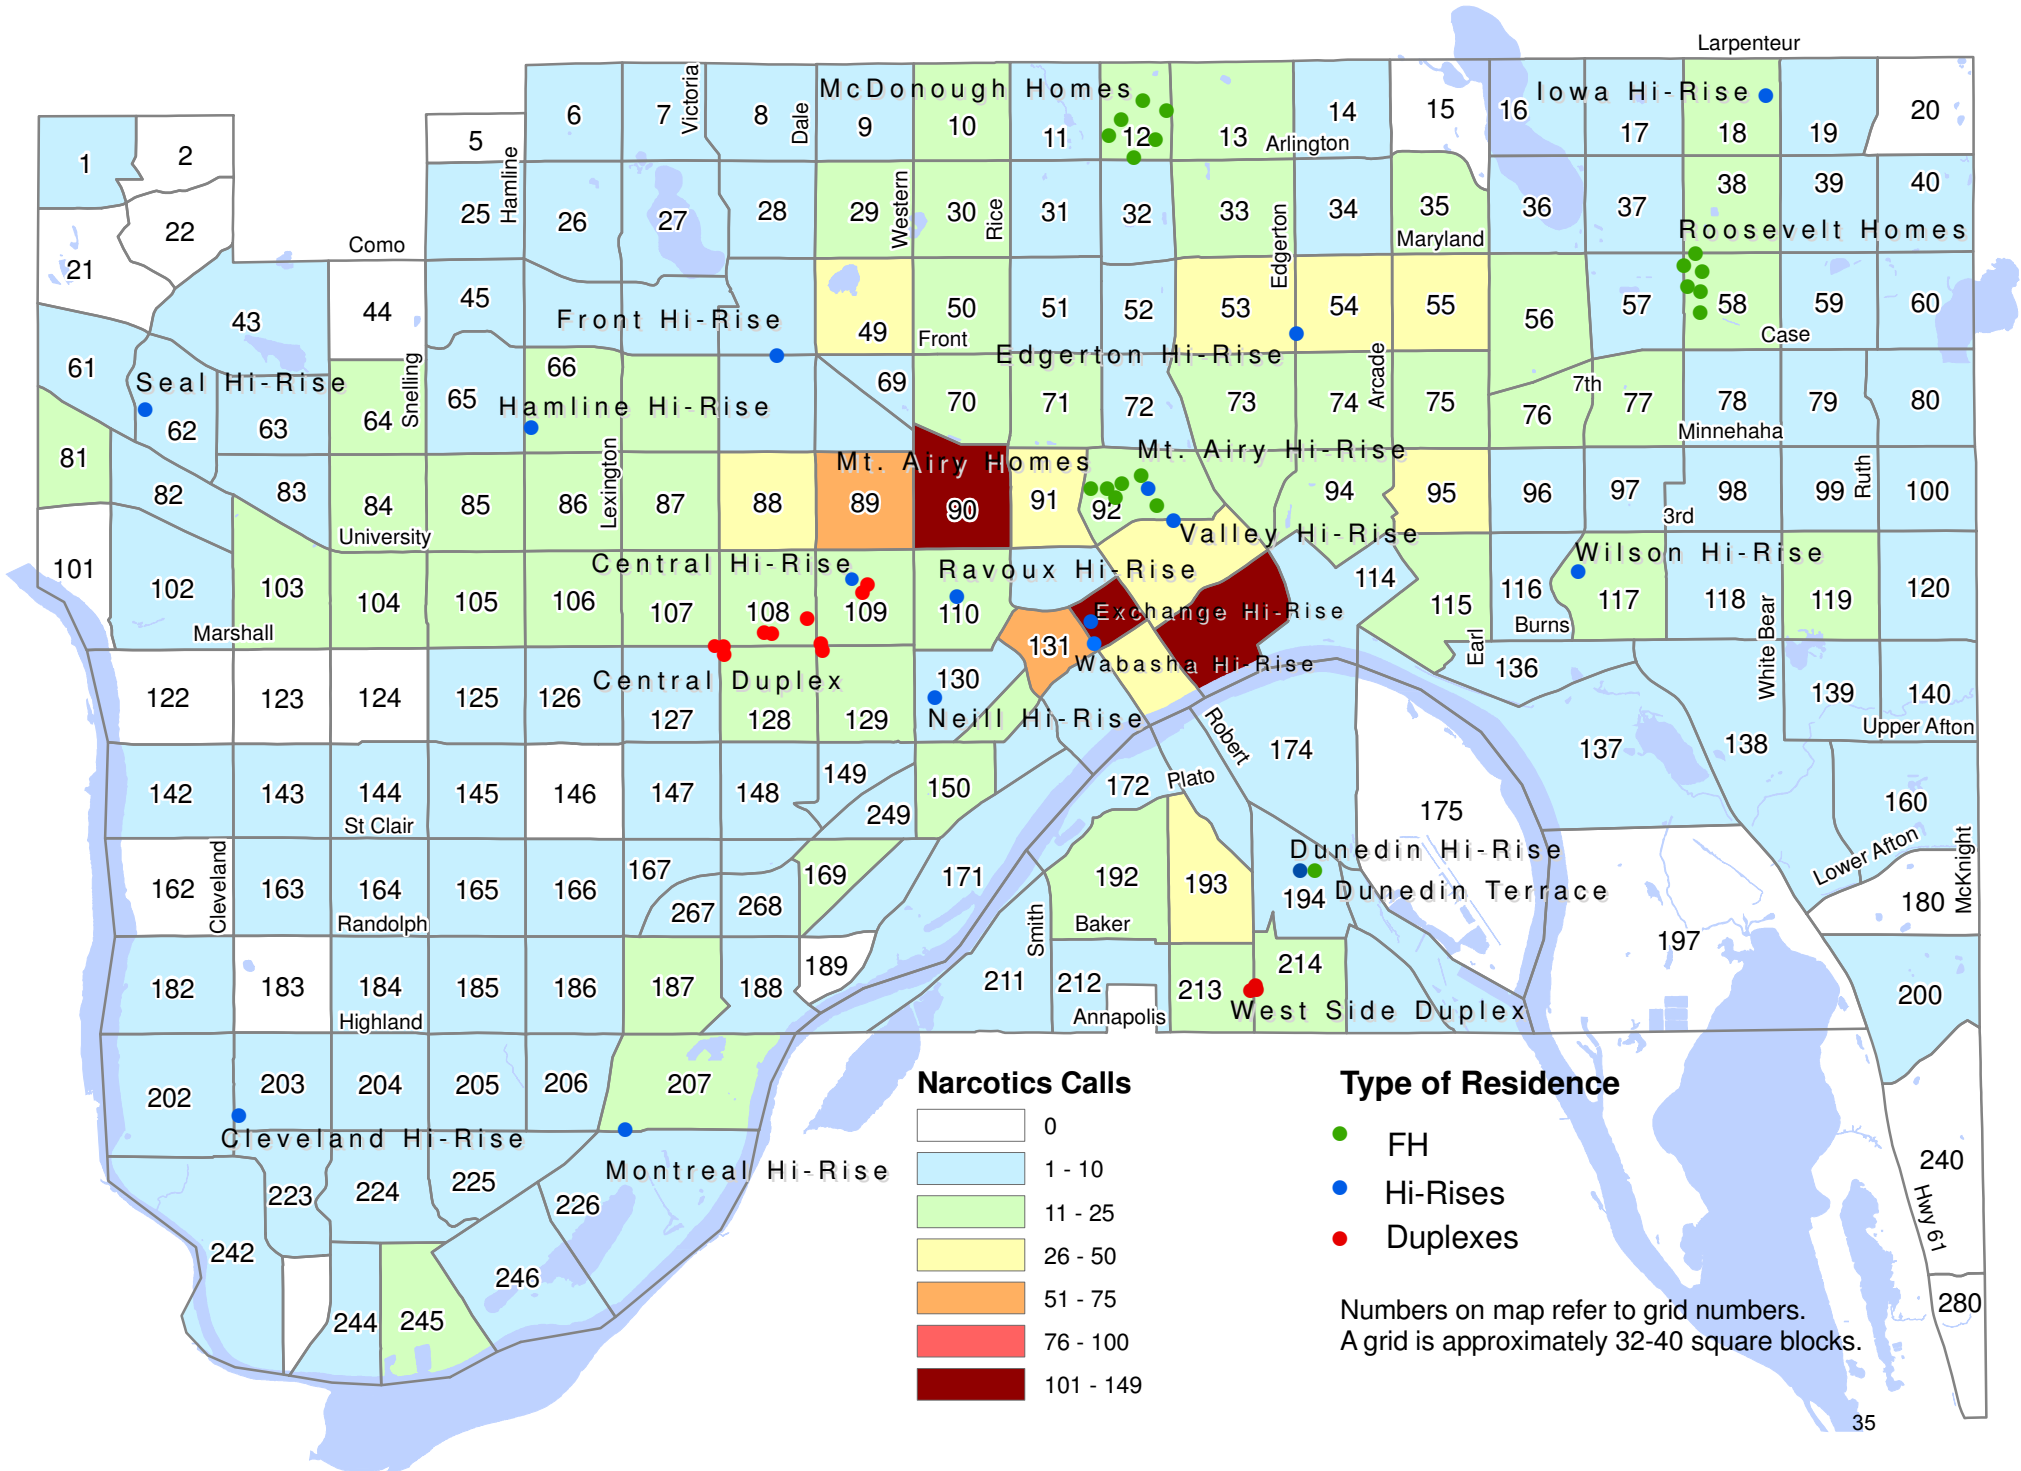 Larpenteur
McDonough Homes
Iowa Hi-Rise
1
2
5
6
7
8
9
10
11
12
13
14
15
16
17
18
19
20
Victoria
Dale
Arlington
Hamline
21
22
25
26
27
28
29
30
31
32
33
34
35
36
37
38
39
40
Western
Rice
Edgerton
Maryland
Como
Roosevelt Homes
43
44
45
49
50
51
52
53
54
55
56
57
58
59
60
Front Hi-Rise
Front
Case
Edgerton Hi-Rise
61
62
63
64
65
66
69
70
71
72
73
74
75
76
77
78
79
80
Seal Hi-Rise
Snelling
Hamline Hi-Rise
Arcade
7th
Minnehaha
Mt. Airy Homes
Mt. Airy Hi-Rise
81
82
83
84
85
86
87
88
89
90
91
92
94
95
96
97
98
99
100
Lexington
University
3rd
Ruth
Valley Hi-Rise
Central Hi-Rise
Ravoux Hi-Rise
Wilson Hi-Rise
101
102
103
104
105
106
107
108
109
110
114
115
116
117
118
119
120
Exchange Hi-Rise
Marshall
Burns
Earl
White Bear
Wabasha Hi-Rise
Central Duplex
122
123
124
125
126
127
128
129
130
131
136
137
138
139
140
Neill Hi-Rise
Upper Afton
Robert
142
143
144
145
146
147
148
149
249
150
172
Plato
174
175
160
St Clair
Lower Afton
McKnight
Cleveland
Dunedin Hi-Rise
162
163
164
165
166
167
267
268
169
171
192
193
194
Dunedin Terrace
180
Randolph
Smith
Baker
197
182
183
184
185
186
187
188
189
211
212
213
214
200
Highland
Annapolis
West Side Duplex
202
203
204
205
206
207
Cleveland Hi-Rise
Montreal Hi-Rise
223
224
225
226
240
Hwy 61
242
244
245
246
280
Narcotics Calls
0
1 - 10
11 - 25
26 - 50
51 - 75
76 - 100
101 - 149
Type of Residence
FH
Hi-Rises
Duplexes
Numbers on map refer to grid numbers.
A grid is approximately 32-40 square blocks.
35